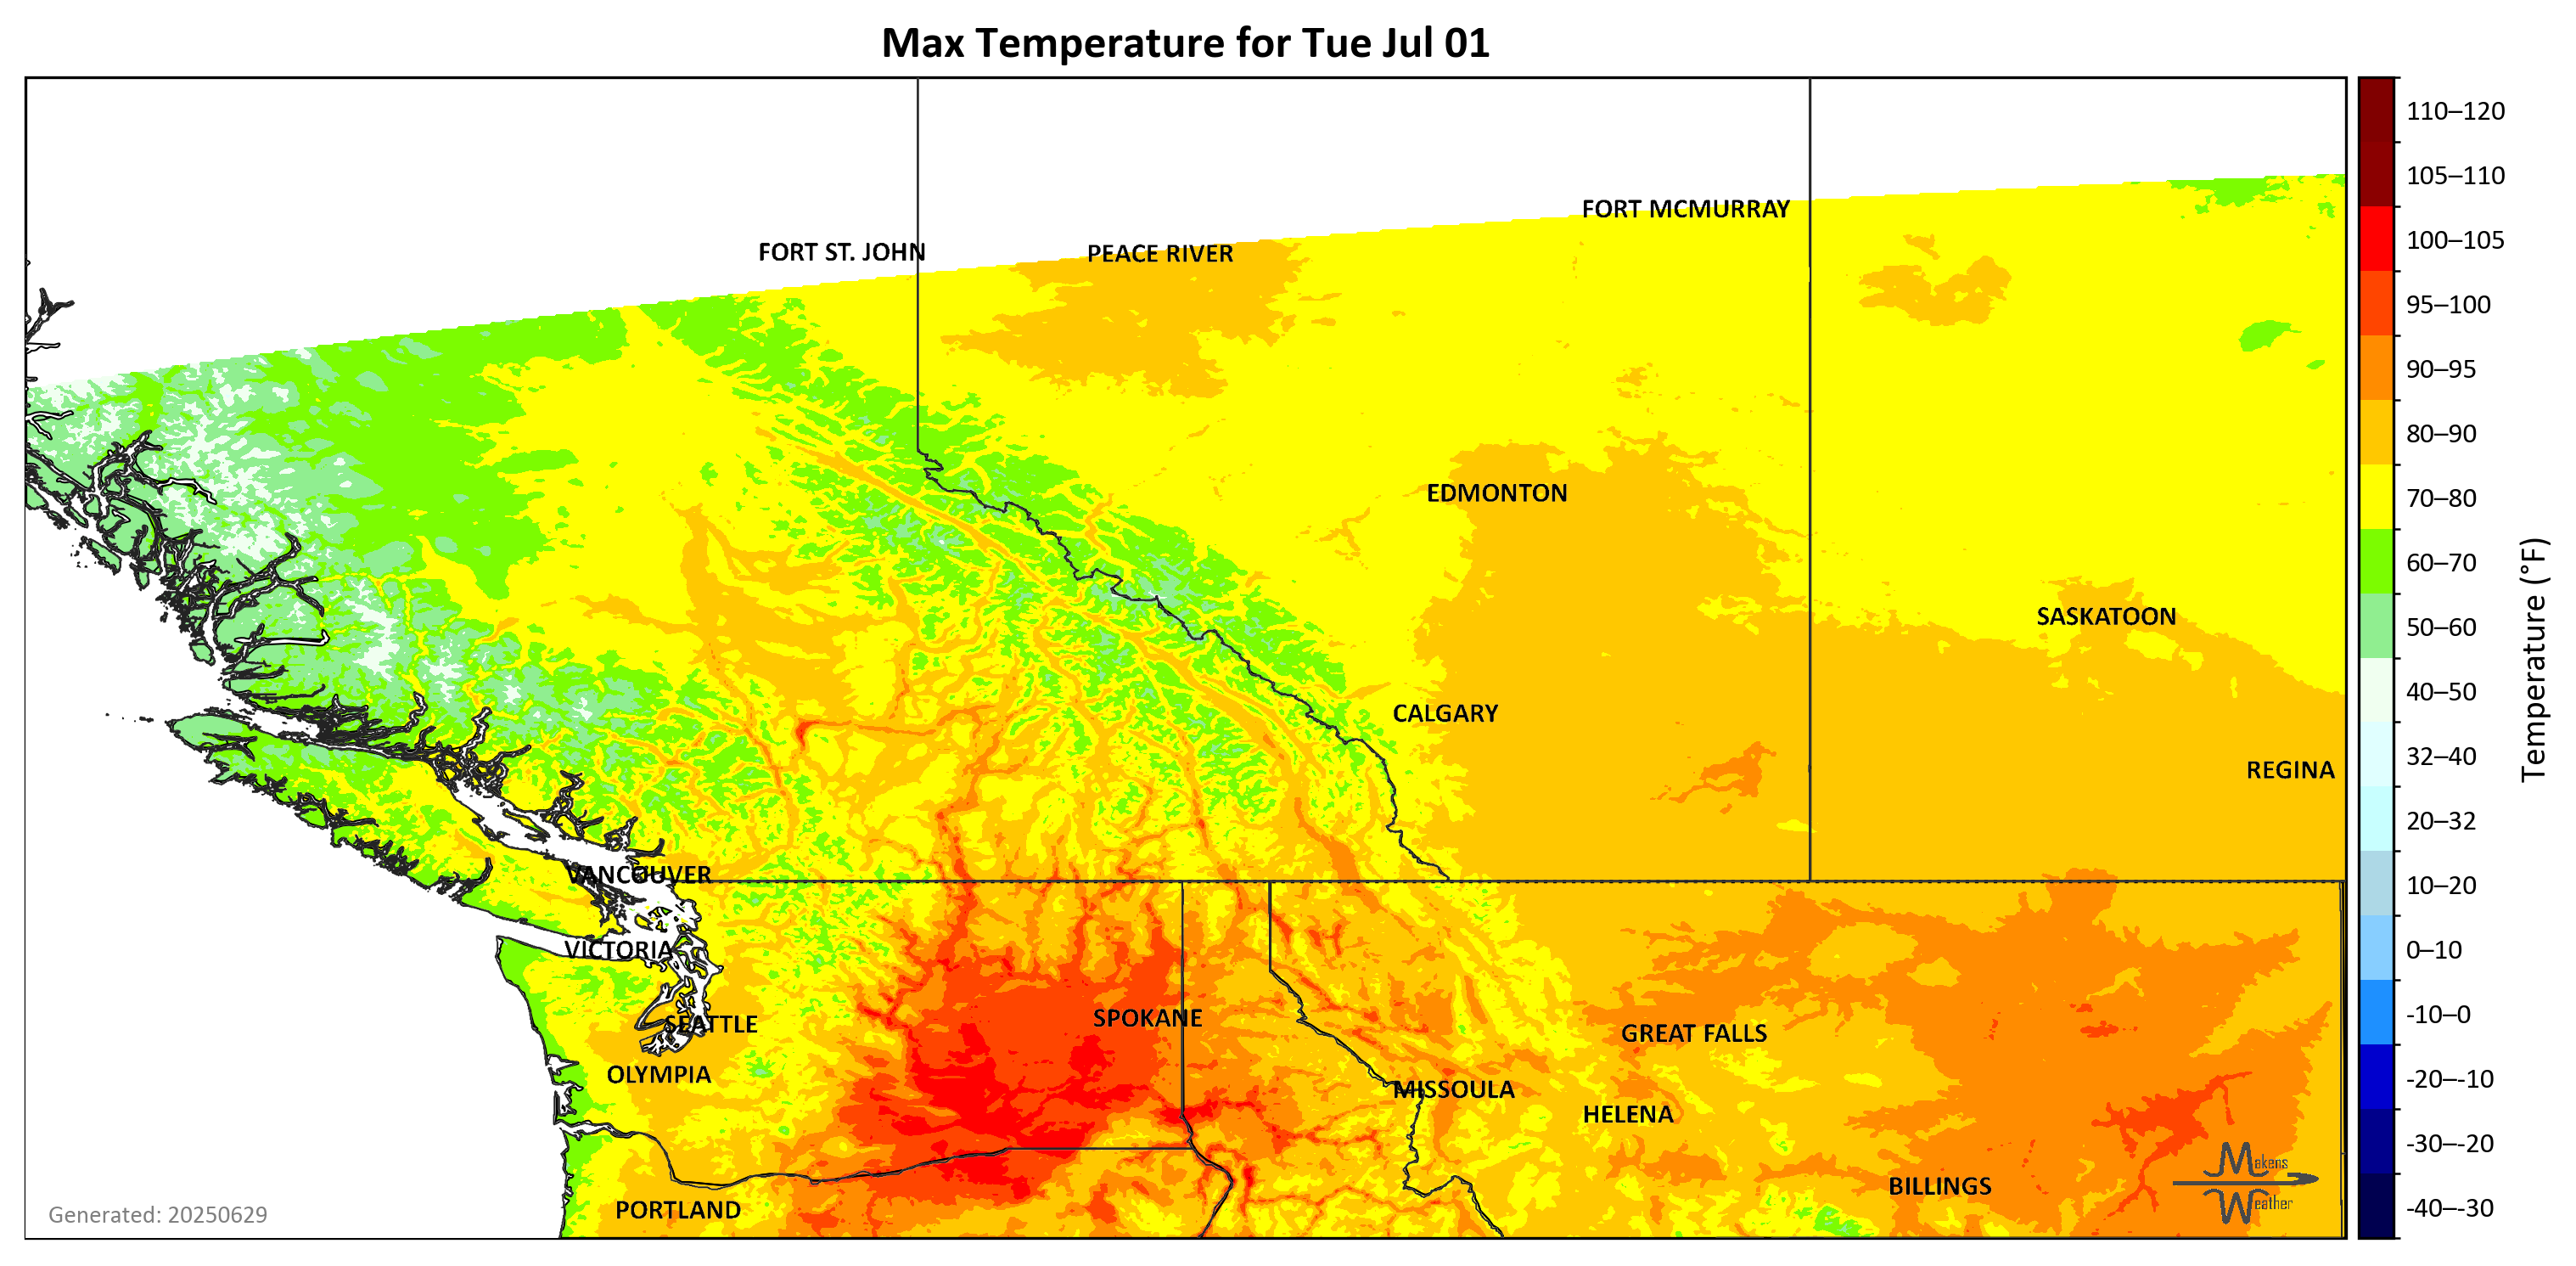 Max Temperature for Tue Jul 01
FORT MCMURRAY
FORT ST. JOHN
PEACE RIVER
EDMONTON
SASKATOON
CALGARY
REGINA
VANCOUVER
VICTORIA
SPOKANE
SEATTLE
GREAT FALLS
OLYMPIA
MISSOULA
HELENA
BILLINGS
PORTLAND
Makens
Weather
Generated: 20250629
110–120
105–110
100–105
95–100
90–95
80–90
70–80
60–70
50–60
40–50
32–40
20–32
10–20
0–10
-10–0
-20–-10
-30–-20
-40–-30
Temperature (°F)